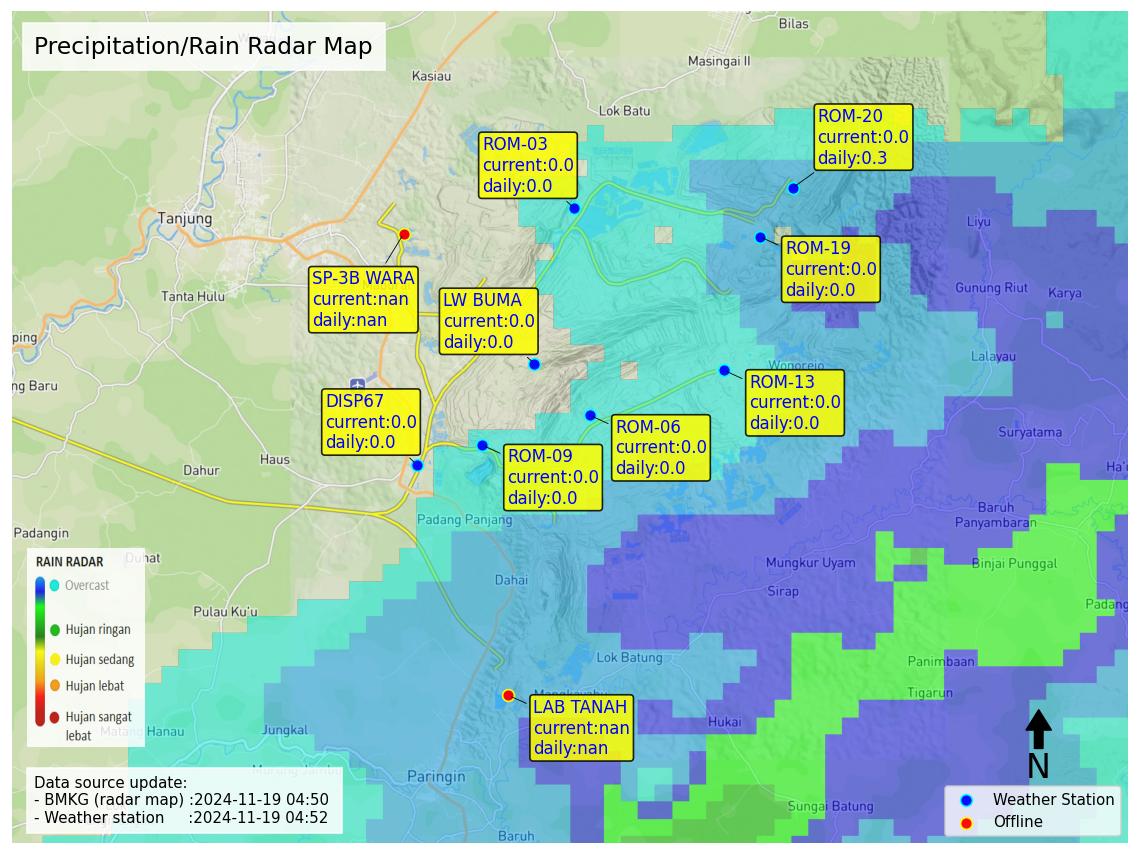 Precipitation/Rain Radar Map
Bilas
Masingai II
Kasiau
Lok Batu
ROM-20
current:0.0
daily:0.3
ROM-03
current:0.0
daily:0.0
Tanjung
Liyu
ROM-19
current:0.0
daily:0.0
SP-3B WARA
current:nan
daily:nan
Tanta Hulu
Gunung Riut
Karya
LW BUMA
current:0.0
daily:0.0
ping
Lalayau
Wonorejo
ng Baru
ROM-13
current:0.0
daily:0.0
DISP67
current:0.0
daily:0.0
ROM-06
current:0.0
daily:0.0
Suryatama
ROM-09
current:0.0
daily:0.0
Haus
Dahur
Ha'u
Padang Panjang
Baruh
Panyambaran
Padangin
Mungkur Uyam
Binjai Punggal
Dahai
Sirap
Padang
Pulau Ku'u
RAIN RADAR
Overcast
Hujan ringan
Hujan sedang
Hujan lebat
Hujan sangat
lebat
Lok Batung
Panimbaan
Tigarun
LAB TANAH
current:nan
daily:nan
Hukai
Jungkal
Paringin
N
Sungai Batung
Baruh
Data source update:
- BMKG (radar map) :2024-11-19 04:50
- Weather station :2024-11-19 04:52
Weather Station
Offline